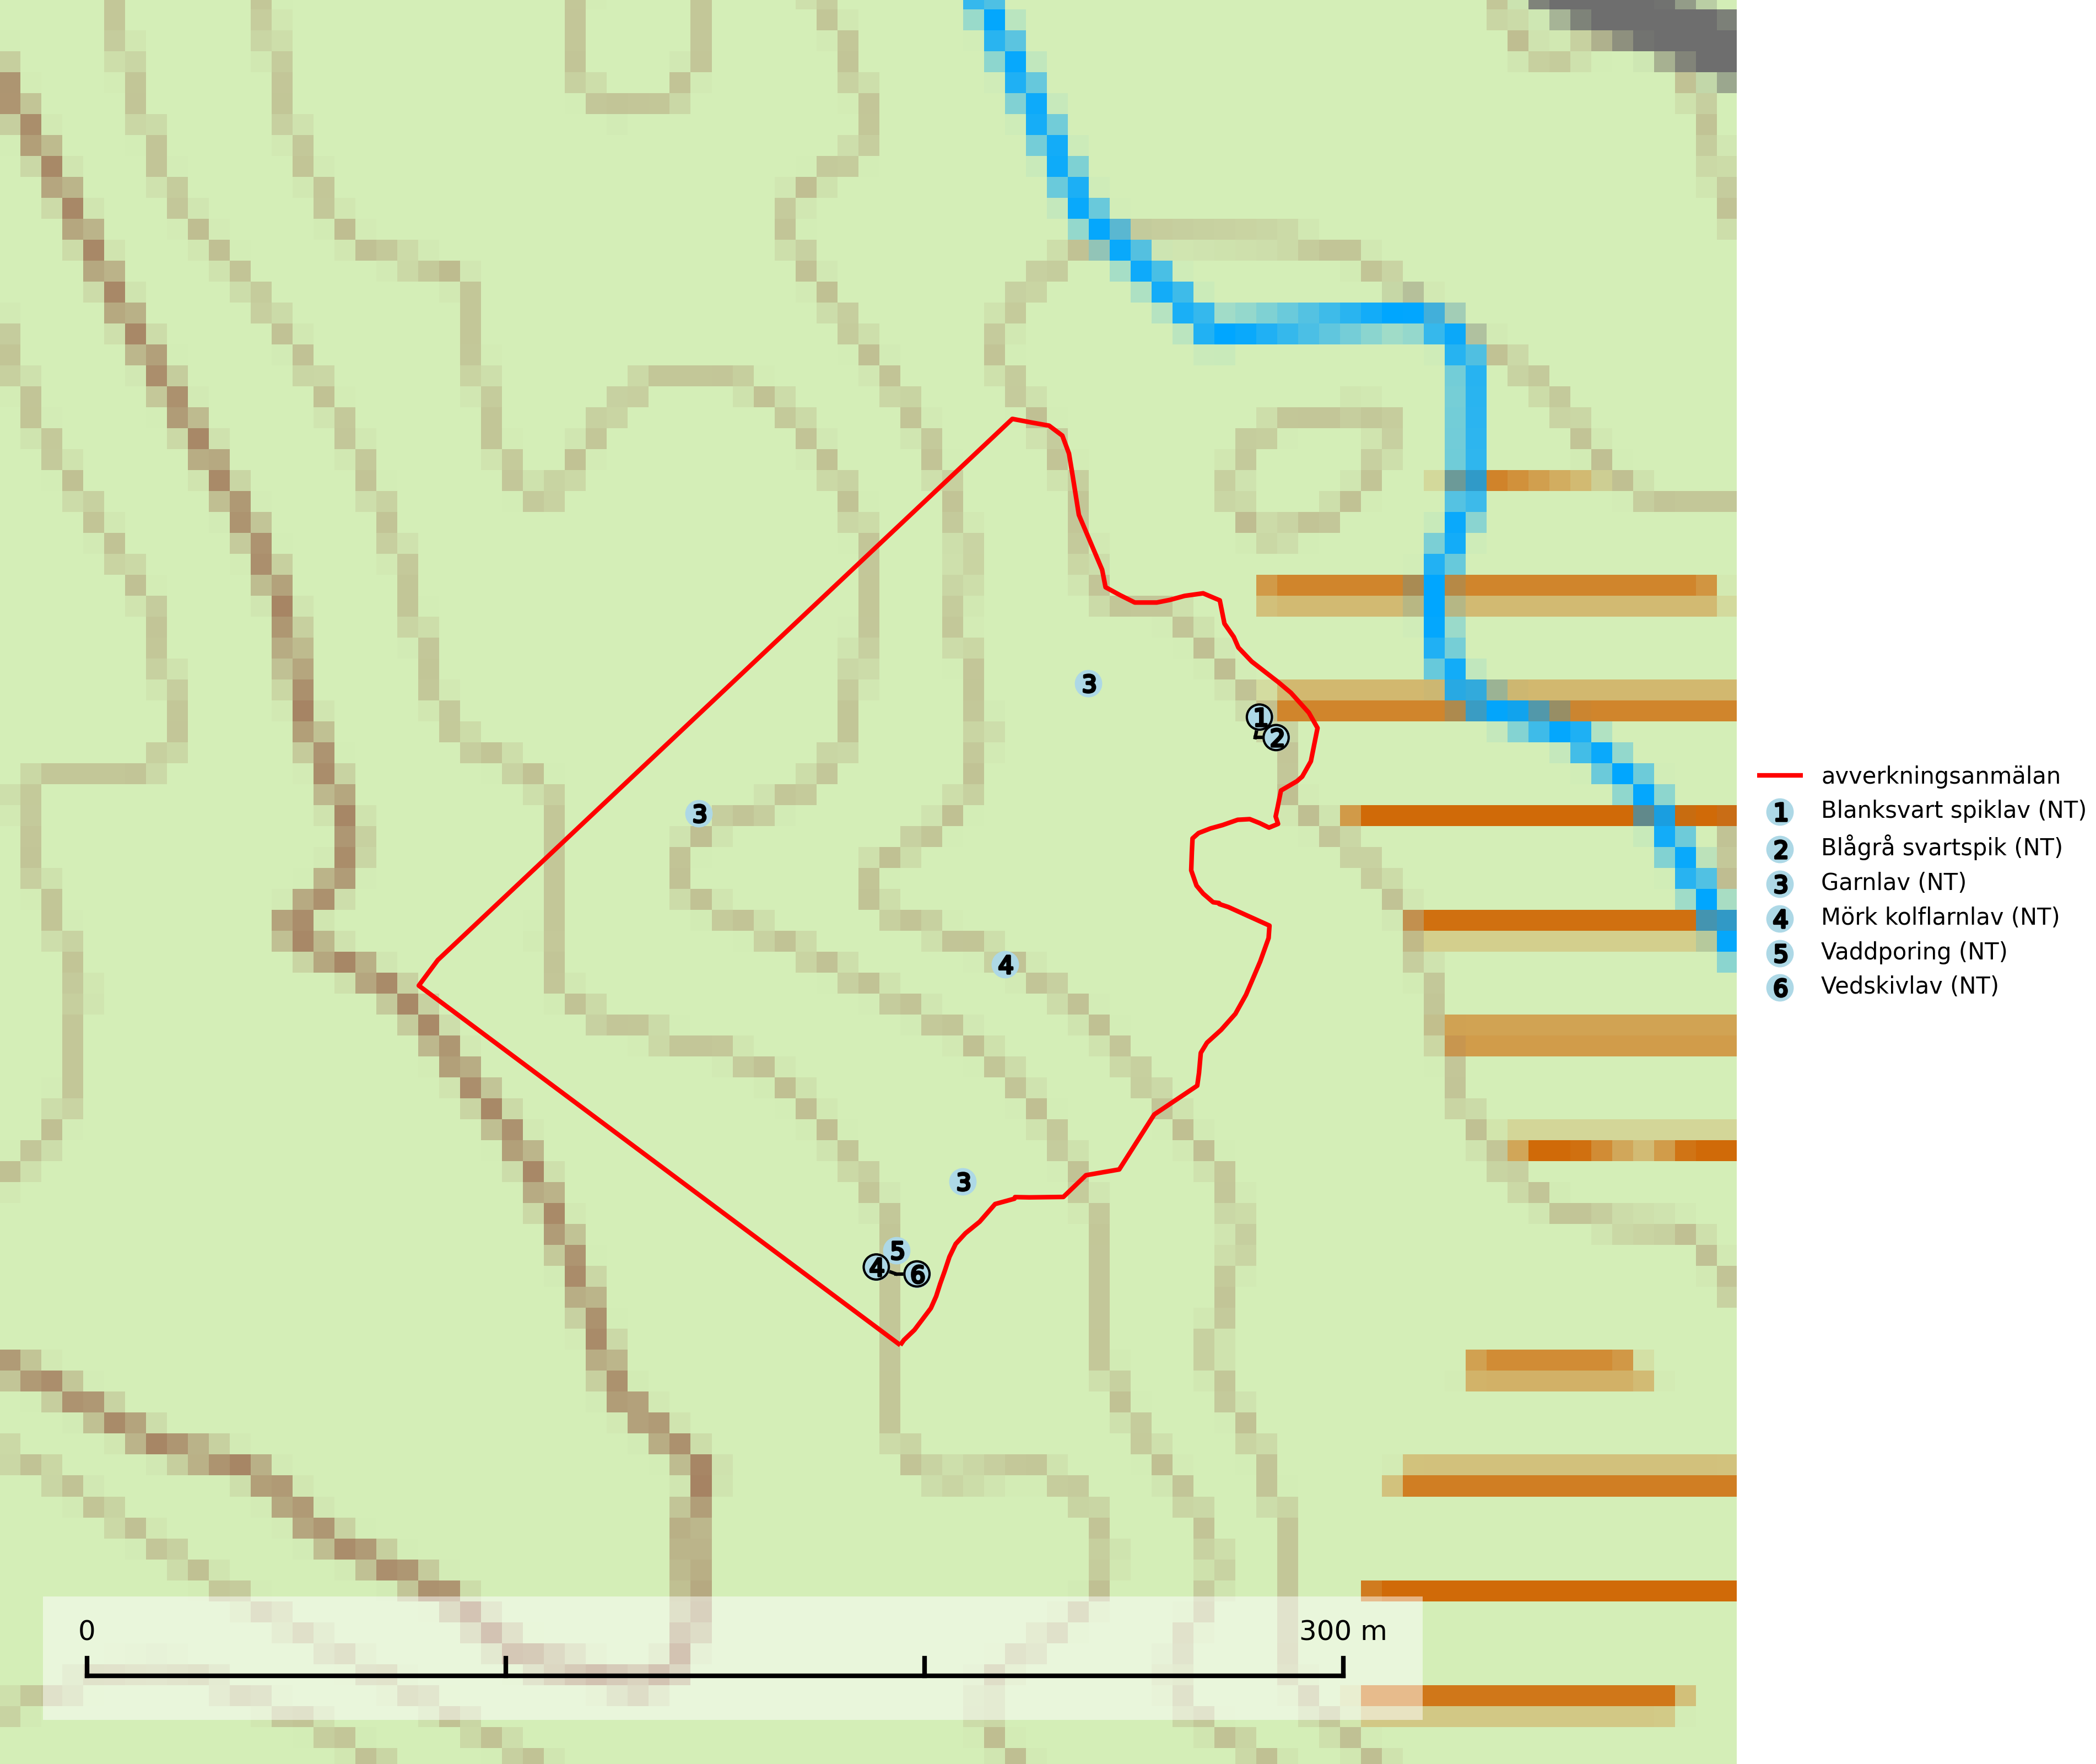 3
1
2
3
4
3
5
4
6
0
300 m
avverkningsanmälan
1 Blanksvart spiklav (NT)
2 Blågrå svartspik (NT)
3 Garnlav (NT)
4 Mörk kolflarnlav (NT)
5 Vaddporing (NT)
6 Vedskivlav (NT)